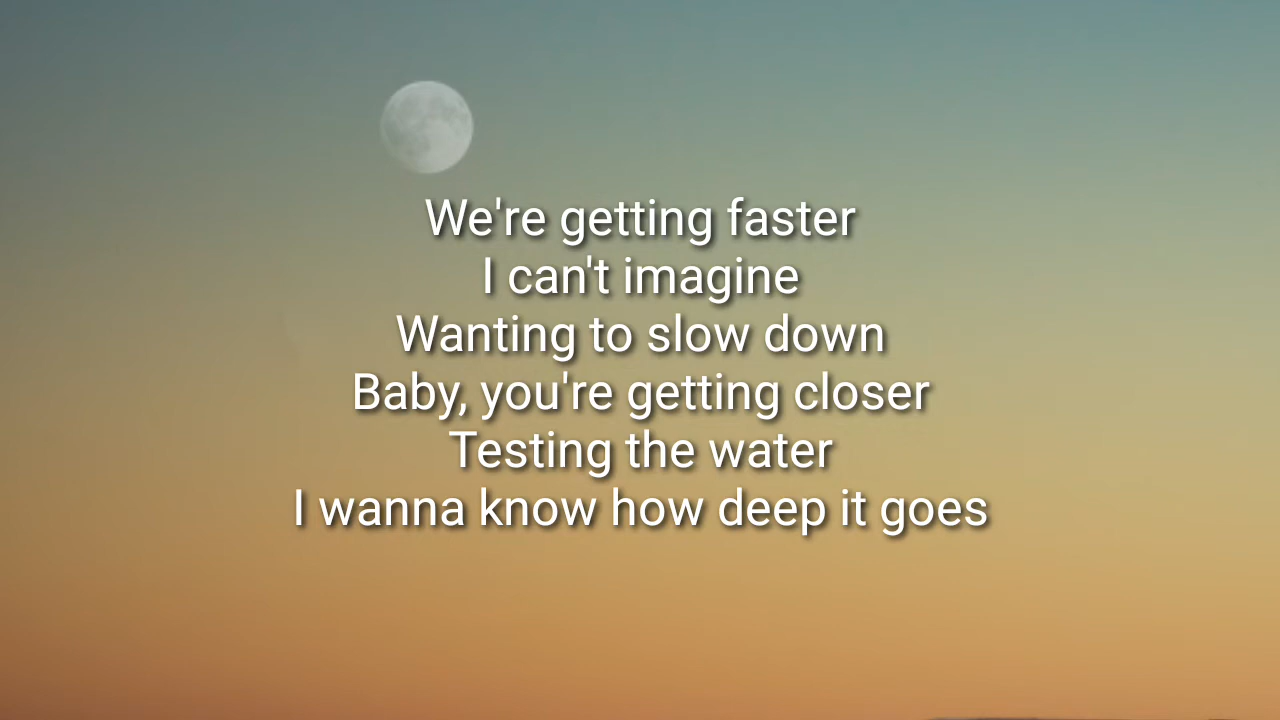 We're getting faster
I can't imagine
Wanting to slow down
Baby, you're getting closer
Testing the water
I wanna know how deep it goes